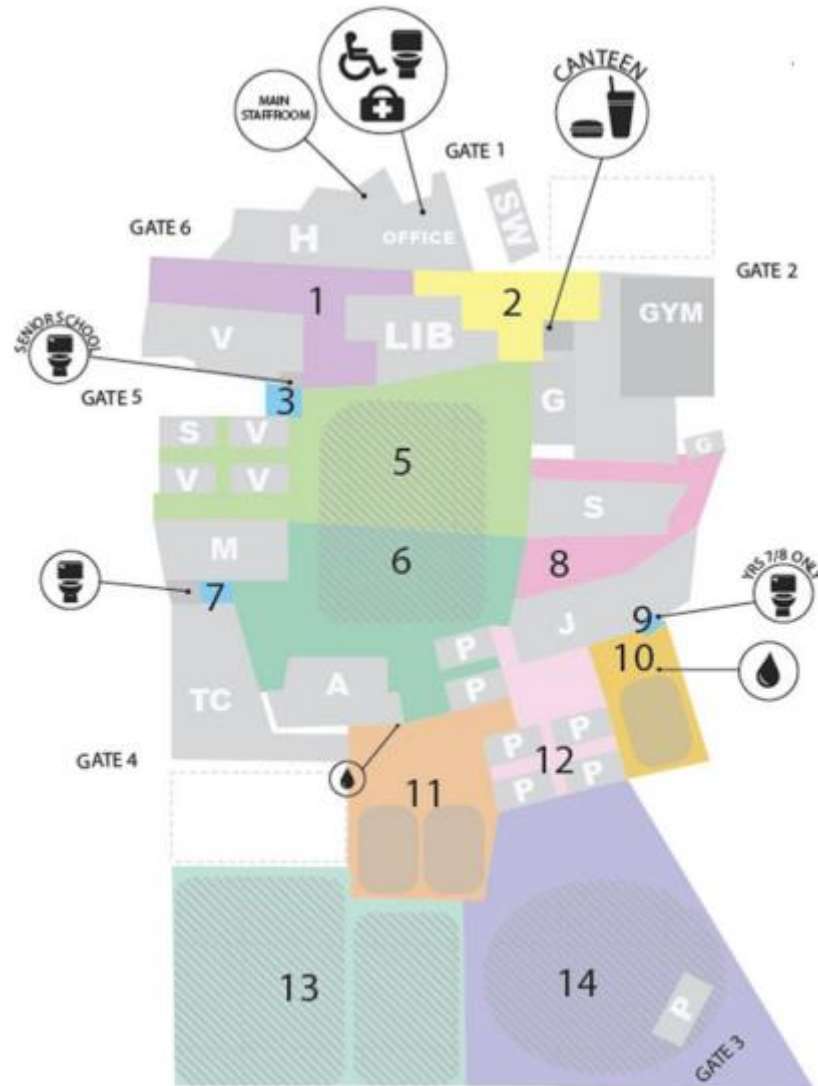 CANTEEN
MAIN
STAFFROOM
GATE 1
SW
GATE 6
H
OFFICE
GATE 2
1
2
GYM
SENIOR SCHOOL
V
LIB
GATE 5
3
G
S
V
5
G
V
V
S
M
6
8
YRS 7/8 ONLY
7
J
9
P
10
A
TC
P
P
P
12
GATE 4
P
P
11
13
14
P
GATE 3